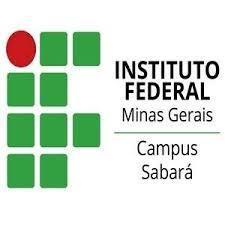 INSTITUTO
FEDERAL
Minas Gerais
Campus
Sabará